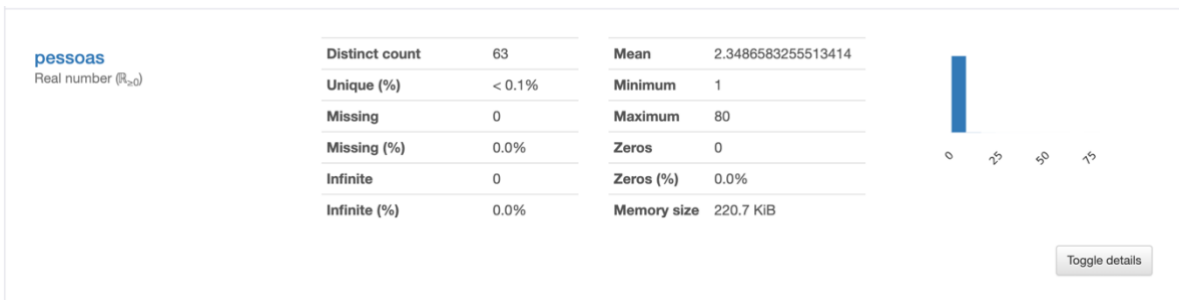 pessoas
Real number (ℝ≥0)
Distinct count 63
Unique (%) < 0.1%
Missing 0
Missing (%) 0.0%
Infinite 0
Infinite (%) 0.0%
Mean 2.3486583255513414
Minimum 1
Maximum 80
Zeros 0
Zeros (%) 0.0%
Memory size 220.7 KiB
0 25 50 75
Toggle details